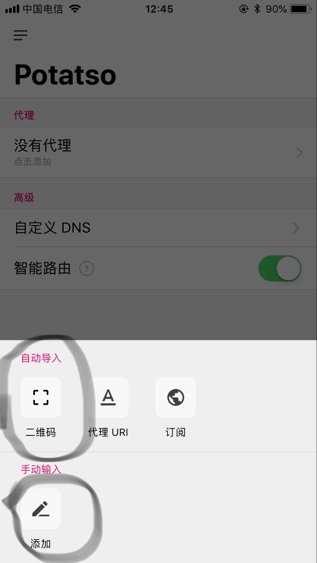 中国电信 12:45 90%
Potatso
代理
没有代理
点击添加
高级
自定义 DNS
智能路由 ?
自动导入
二维码 代理 URI 订阅
手动输入
添加